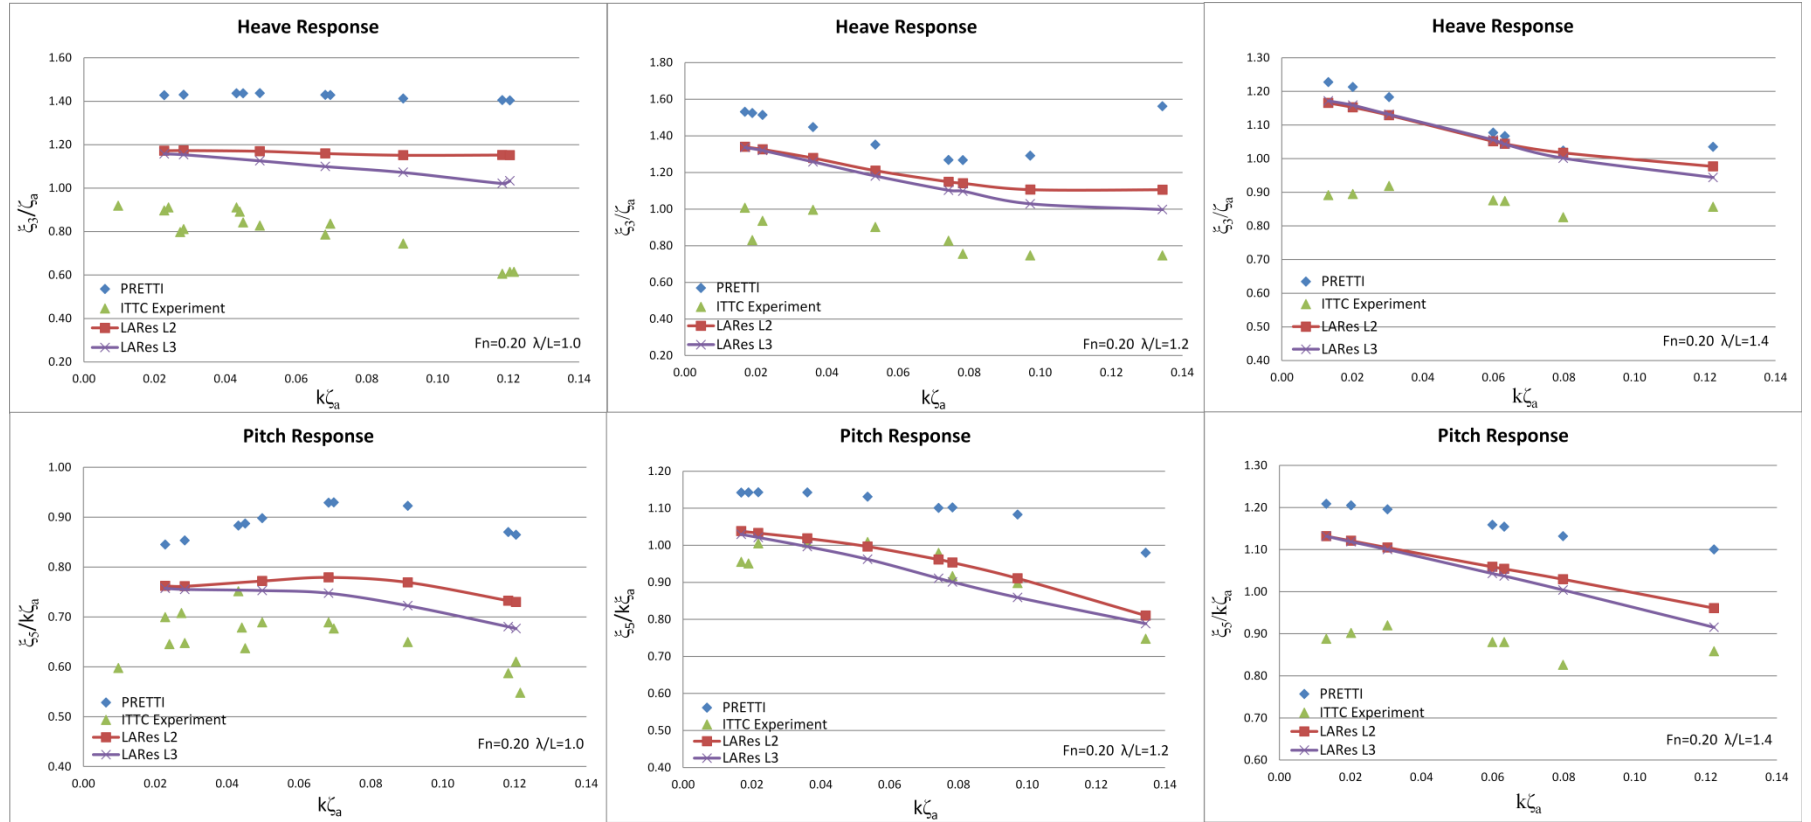 Heave Response
ξ3/ζa
1.60
1.40
1.20
1.00
0.80
0.60
0.40
0.20
PRETTI
ITTC Experiment
LARes L2
LARes L3
Fn=0.20 λ/L=1.0
0.00 0.02 0.04 0.06 0.08 0.10 0.12 0.14
kζa
Heave Response
ξ3/ζa
1.80
1.60
1.40
1.20
1.00
0.80
0.60
0.40
0.20
PRETTI
ITTC Experiment
LARes L2
LARes L3
Fn=0.20 λ/L=1.2
0.00 0.02 0.04 0.06 0.08 0.10 0.12 0.14
kζa
Heave Response
ξ3/ζa
1.30
1.20
1.10
1.00
0.90
0.80
0.70
0.60
0.50
0.40
PRETTI
ITTC Experiment
LARes L2
LARes L3
Fn=0.20 λ/L=1.4
0.00 0.02 0.04 0.06 0.08 0.10 0.12 0.14
kζa
Pitch Response
ξ5/kζa
1.00
0.90
0.80
0.70
0.60
0.50
0.40
PRETTI
ITTC Experiment
LARes L2
LARes L3
Fn=0.20 λ/L=1.0
0.00 0.02 0.04 0.06 0.08 0.10 0.12 0.14
kζa
Pitch Response
ξ5/kξa
1.20
1.10
1.00
0.90
0.80
0.70
0.60
0.50
0.40
PRETTI
ITTC Experiment
LARes L2
LARes L3
Fn=0.20 λ/L=1.2
0.00 0.02 0.04 0.06 0.08 0.10 0.12 0.14
kζa
Pitch Response
ξ5/kζa
1.30
1.20
1.10
1.00
0.90
0.80
0.70
0.60
PRETTI
ITTC Experiment
LARes L2
LARes L3
Fn=0.20 λ/L=1.4
0.00 0.02 0.04 0.06 0.08 0.10 0.12 0.14
kζa